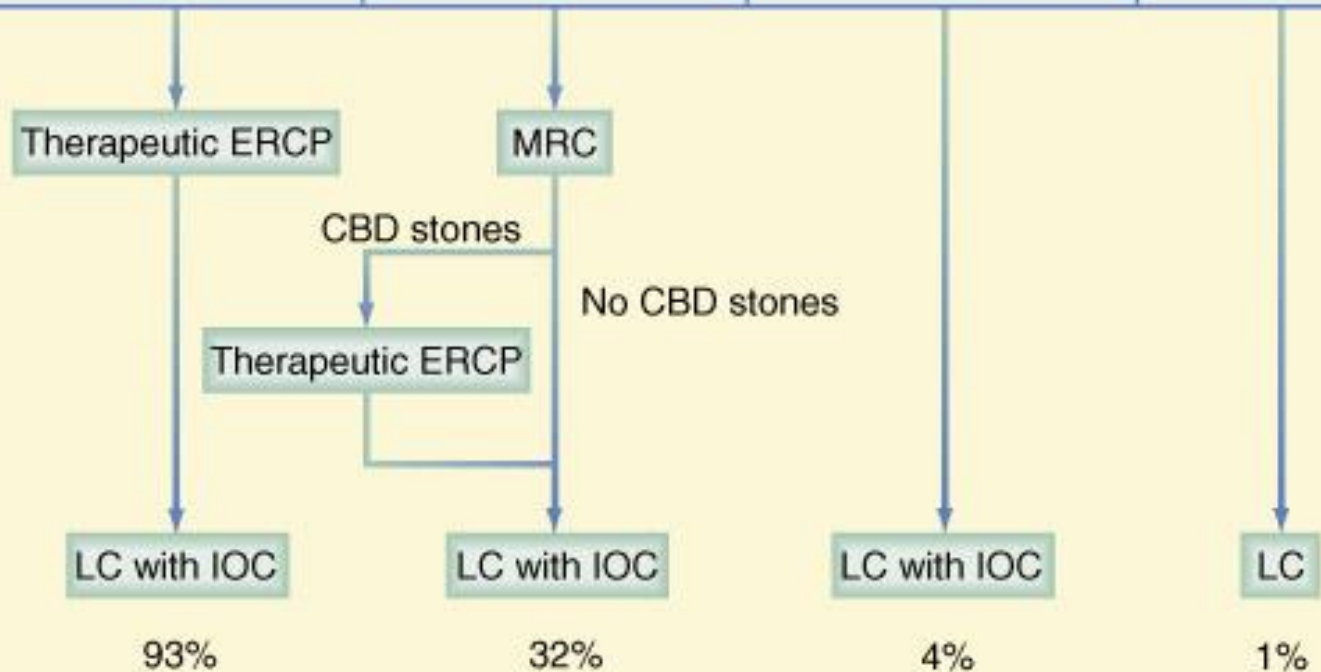 Therapeutic ERCP
MRC
CBD stones
No CBD stones
Therapeutic ERCP
LC with IOC
LC with IOC
LC with IOC
LC
93%
32%
4%
1%